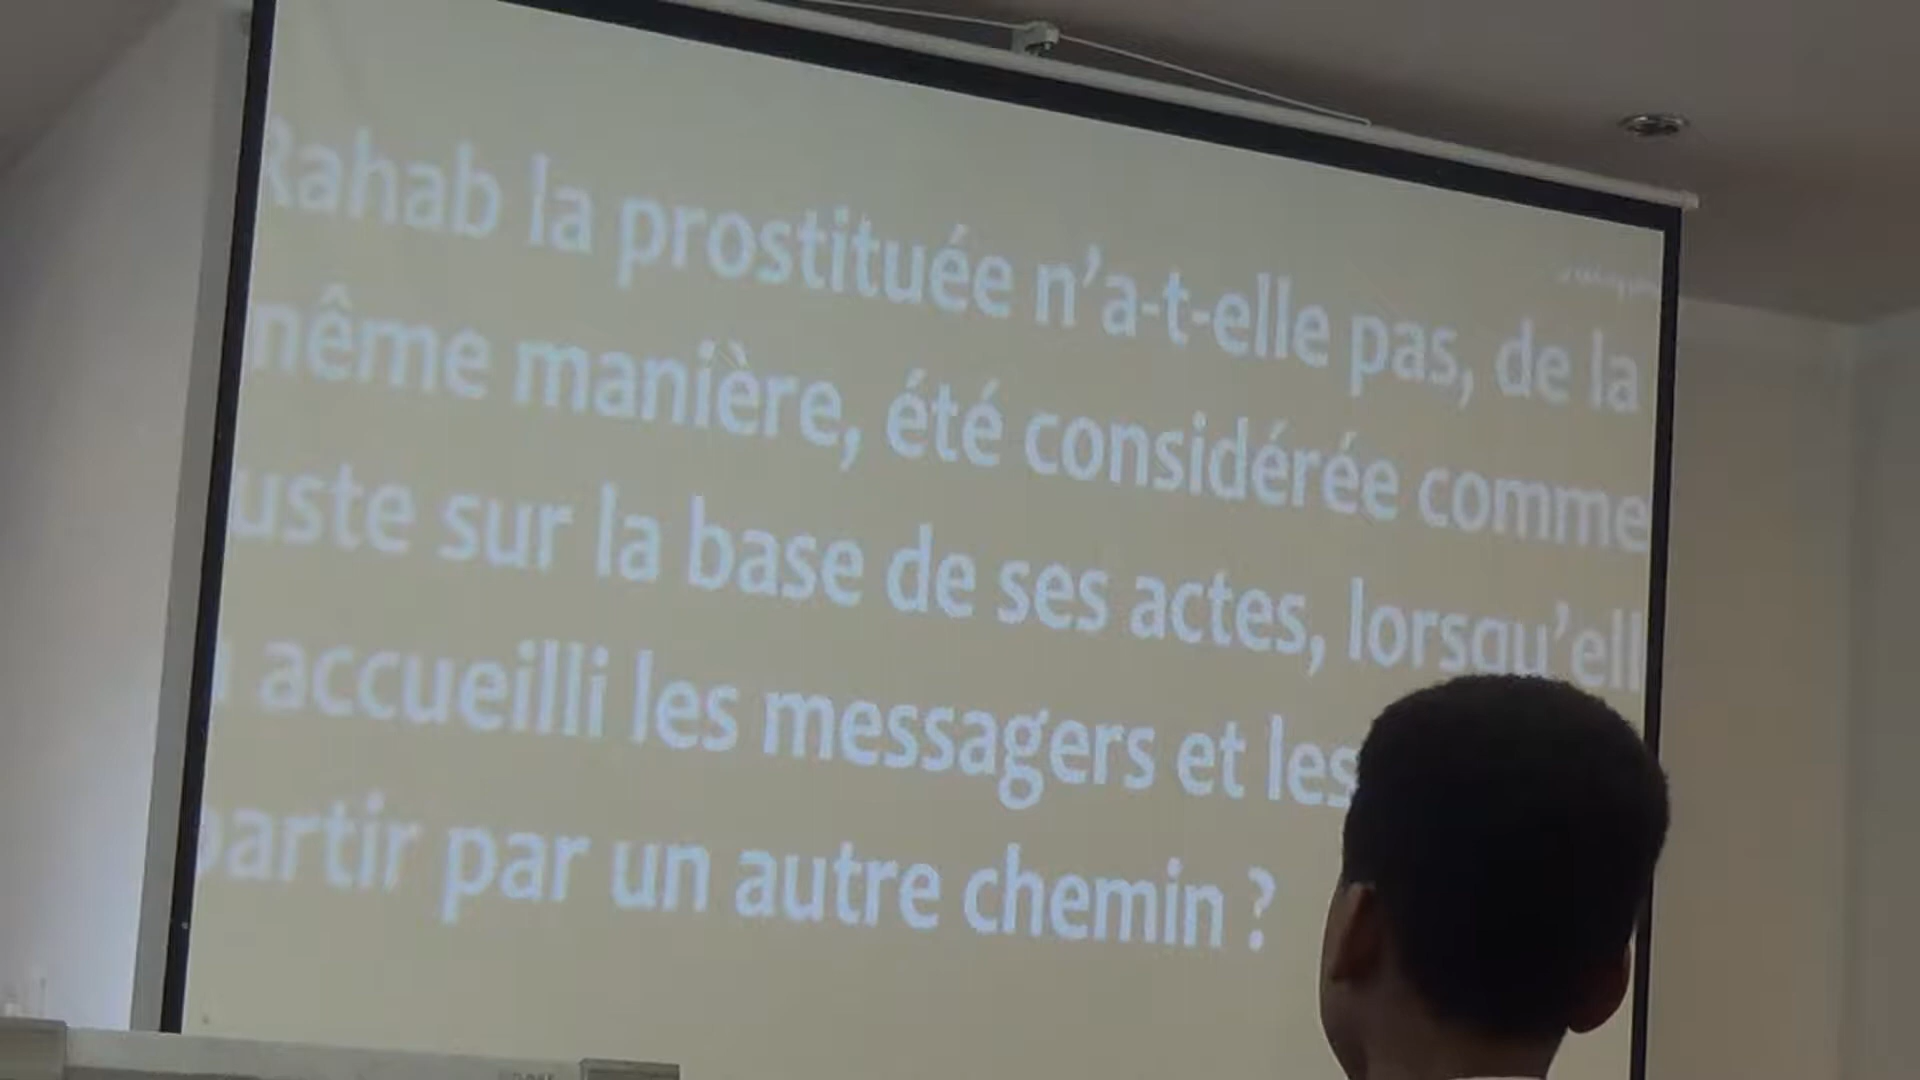 Rahab la prostituée n'a-t-elle pas, de la
même manière, été considérée comme
uste sur la base de ses actes, lorsqu'ell
accueilli les messagers et les
partir par un autre chemin ?